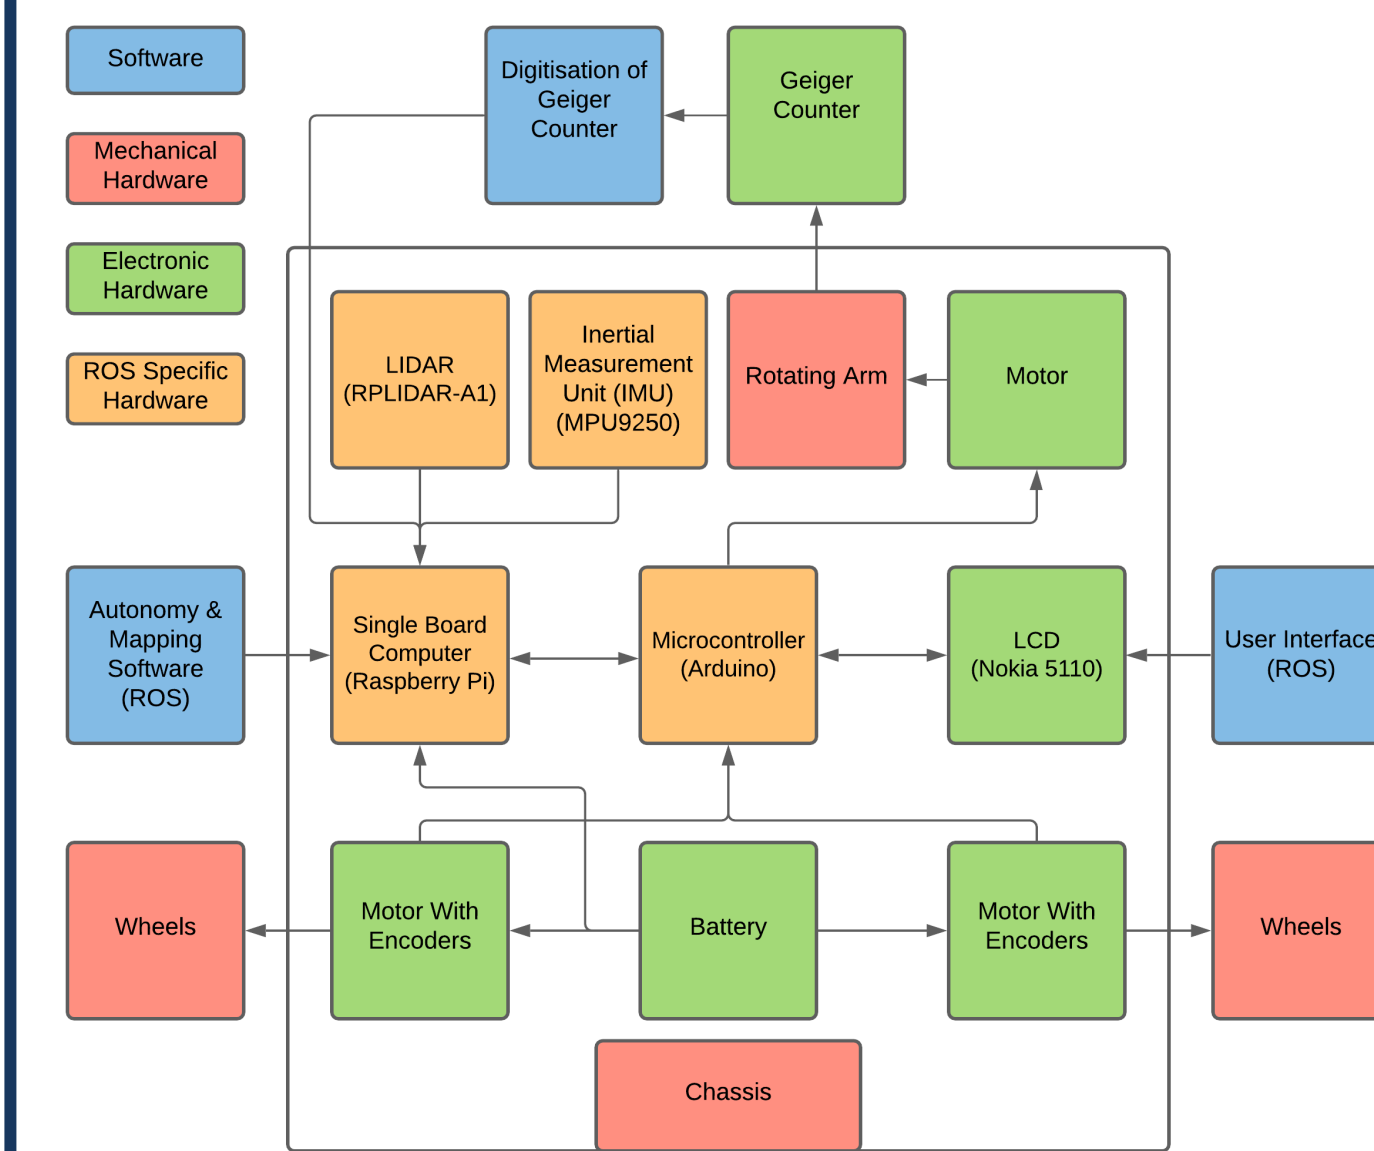 Software
Mechanical
Hardware
Electronic
Hardware
ROS Specific
Hardware
Digitisation of
Geiger
Counter
Geiger
Counter
LIDAR
(RPLIDAR-A1)
Inertial
Measurement
Unit (IMU)
(MPU9250)
Rotating Arm
Motor
Autonomy &
Mapping
Software
(ROS)
Single Board
Computer
(Raspberry Pi)
Microcontroller
(Arduino)
LCD
(Nokia 5110)
User Interface
(ROS)
Wheels
Motor With
Encoders
Battery
Motor With
Encoders
Wheels
Chassis